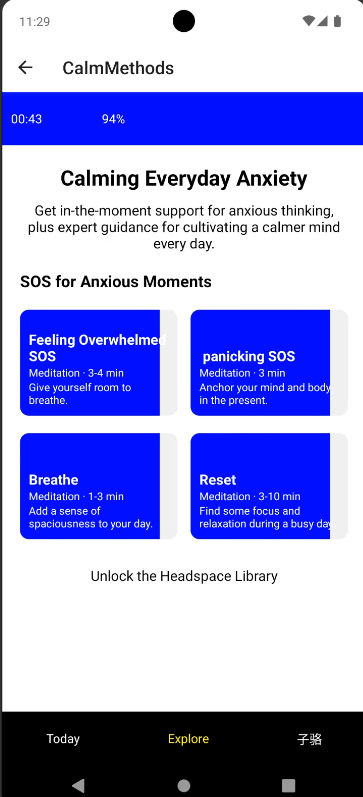 11:29
CalmMethods
00:43 94%
Calming Everyday Anxiety
Get in-the-moment support for anxious thinking,
plus expert guidance for cultivating a calmer mind
every day.
SOS for Anxious Moments
Feeling Overwhelmed
SOS
Meditation · 3-4 min
Give yourself room to
breathe.
panicking SOS
Meditation · 3 min
Anchor your mind and body
in the present.
Breathe
Meditation · 1-3 min
Add a sense of
spaciousness to your day.
Reset
Meditation · 3-10 min
Find some focus and
relaxation during a busy day
Unlock the Headspace Library
Today Explore 子骆